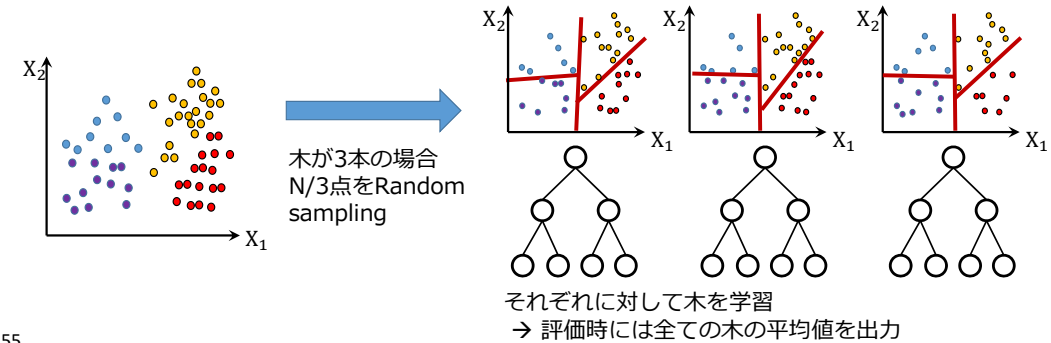 X₂
X₁
木が3本の場合
N/3点をRandom
sampling
X₂
X₁
X₂
X₁
X₂
X₁
それぞれに対して木を学習
→ 評価時には全ての木の平均値を出力
55